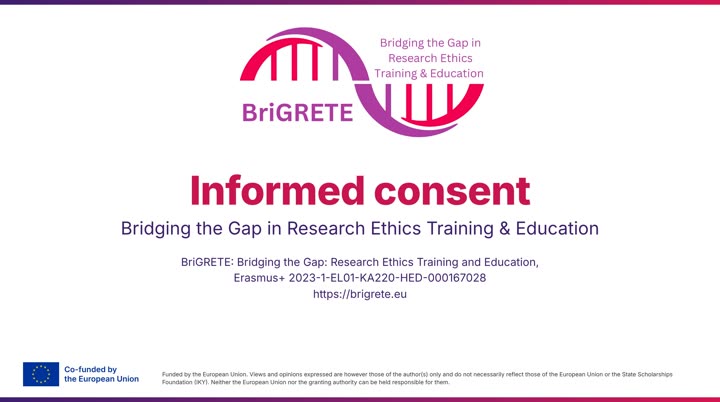 Bridging the Gap in
Research Ethics
Training & Education
BriGRETE
Informed consent
Bridging the Gap in Research Ethics Training & Education
BriGRETE: Bridging the Gap: Research Ethics Training and Education,
Erasmus+ 2023-1-EL01-KA220-HED-000167028
https://brigrete.eu
Co-funded by
the European Union
Funded by the European Union. Views and opinions expressed are however those of the author(s) only and do not necessarily reflect those of the European Union or the State Scholarships
Foundation (IKY). Neither the European Union nor the granting authority can be held responsible for them.